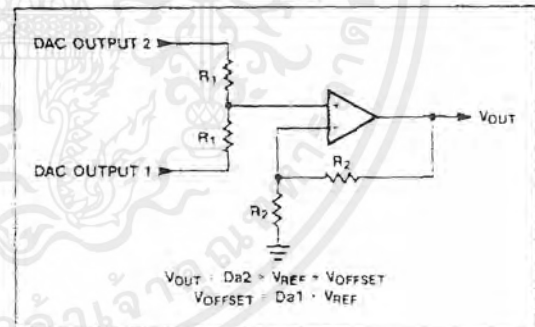 DAC OUTPUT 2
R1
R1
DAC OUTPUT 1
+
-
VOUT
R2
R2
VOUT = Da2 • VREF + VOFFSET
VOFFSET = Da1 • VREF